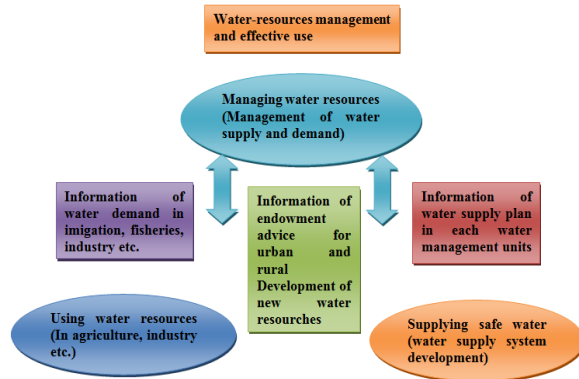 Water-resources management
and effective use
Managing water resources
(Management of water
supply and demand)
Information of
water demand in
imigation, fisheries,
industry etc.
Information of
endowment
advice for
urban and
rural
Development of
new water
resourches
Information of
water supply plan
in each water
management units
Using water resources
(In agriculture, industry
etc.)
Supplying safe water
(water supply system
development)